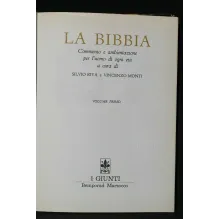 LA BIBBIA
Commento e ambientazione
per l'uomo di ogni età
a cura di
SILVIO RIVA e VINCENZO MONTI
VOLUME PRIMO
I GIUNTI
Bemporad Marzocco